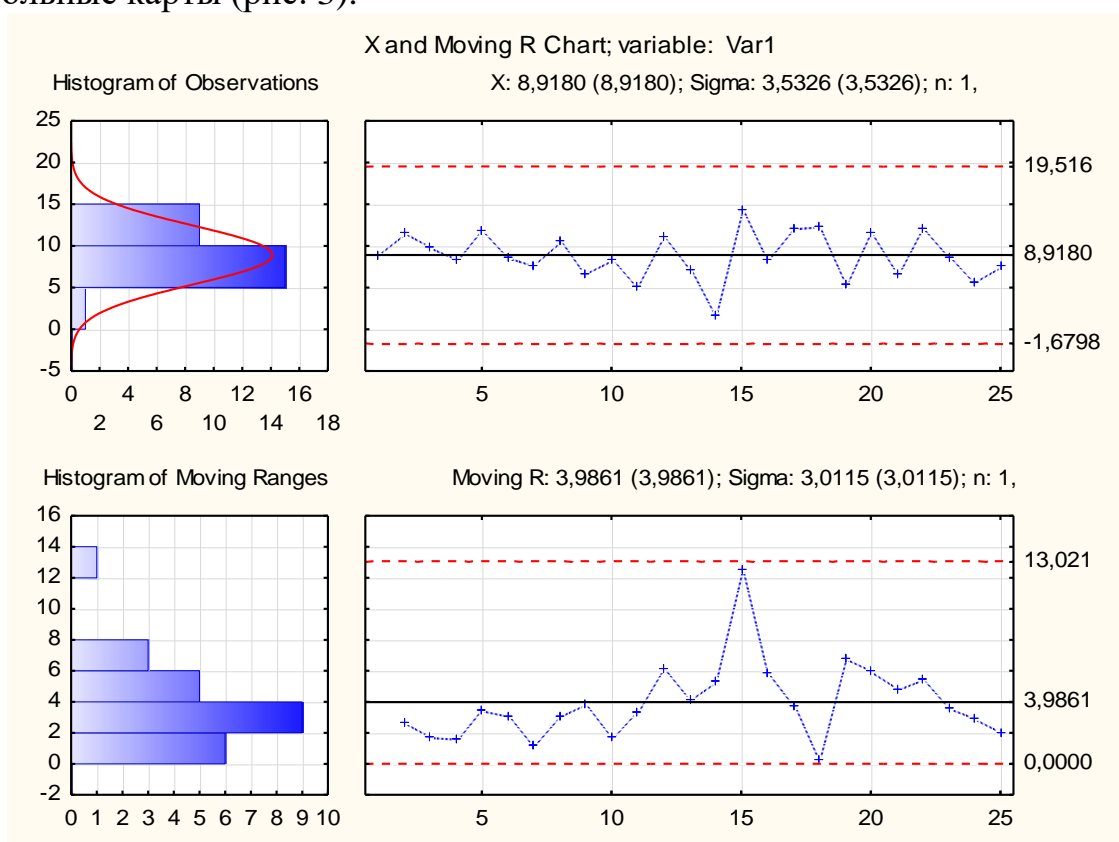 ольные карты (рис. 3).
X and Moving R Chart; variable: Var1
Histogram of Observations
X: 8,9180 (8,9180); Sigma: 3,5326 (3,5326); n: 1,
25
20
15
10
5
0
-5
0 4 8 12 16
2 6 10 14 18
19,516
8,9180
-1,6798
5 10 15 20 25
Histogram of Moving Ranges
Moving R: 3,9861 (3,9861); Sigma: 3,0115 (3,0115); n: 1,
16
14
12
10
8
6
4
2
0
-2
0 1 2 3 4 5 6 7 8 9 10
13,021
3,9861
0,0000
5 10 15 20 25